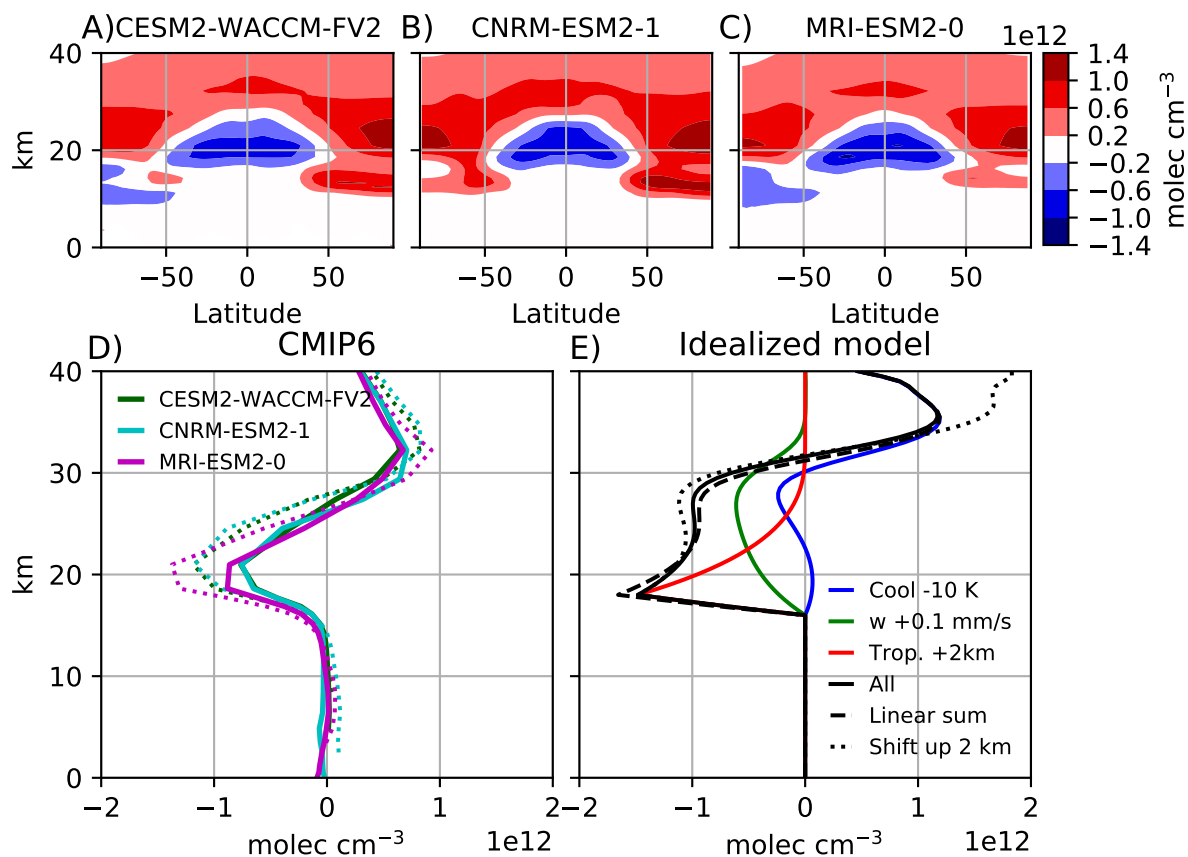 A) CESM2-WACCM-FV2
B) CNRM-ESM2-1
C) MRI-ESM2-0
1e12
40
20
0
km
−50 0 50
Latitude
−50 0 50
Latitude
−50 0 50
Latitude
1.4
1.0
0.6
0.2
−0.2
−0.6
−1.0
−1.4
molec cm⁻³
D) CMIP6
40
30
20
10
0
km
CESM2-WACCM-FV2
CNRM-ESM2-1
MRI-ESM2-0
−2 −1 0 1 2
molec cm⁻³
1e12
E) Idealized model
Cool -10 K
w +0.1 mm/s
Trop. +2km
All
Linear sum
Shift up 2 km
−2 −1 0 1 2
molec cm⁻³
1e12